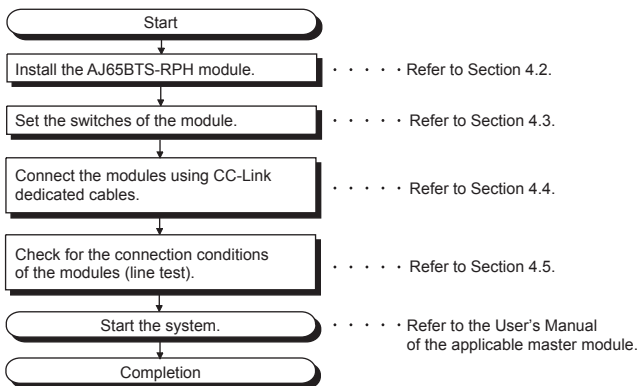 Start
Install the AJ65BTS-RPH module. ・・・・・Refer to Section 4.2.
Set the switches of the module. ・・・・・Refer to Section 4.3.
Connect the modules using CC-Link
dedicated cables. ・・・・・Refer to Section 4.4.
Check for the connection conditions
of the modules (line test). ・・・・・Refer to Section 4.5.
Start the system. ・・・・・Refer to the User's Manual
of the applicable master module.
Completion